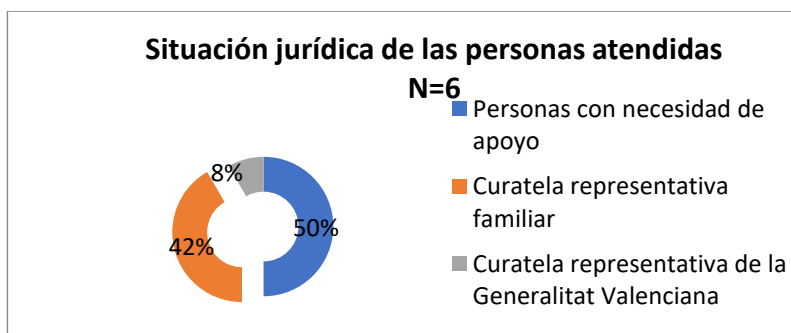 Situación jurídica de las personas atendidas
N=6
Personas con necesidad de
apoyo
Curatela representativa
familiar
Curatela representativa de la
Generalitat Valenciana
8%
50%
42%